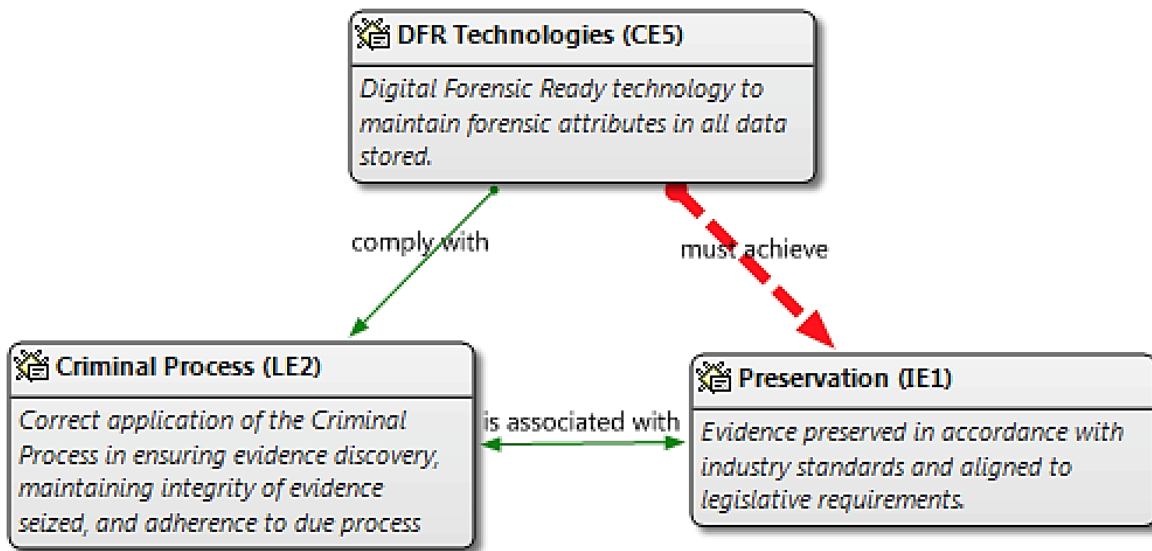 DFR Technologies (CE5)
Digital Forensic Ready technology to
maintain forensic attributes in all data
stored.
comply with
must achieve
Criminal Process (LE2)
Correct application of the Criminal
Process in ensuring evidence discovery,
maintaining integrity of evidence
seized, and adherence to due process
is associated with
Preservation (IE1)
Evidence preserved in accordance with
industry standards and aligned to
legislative requirements.